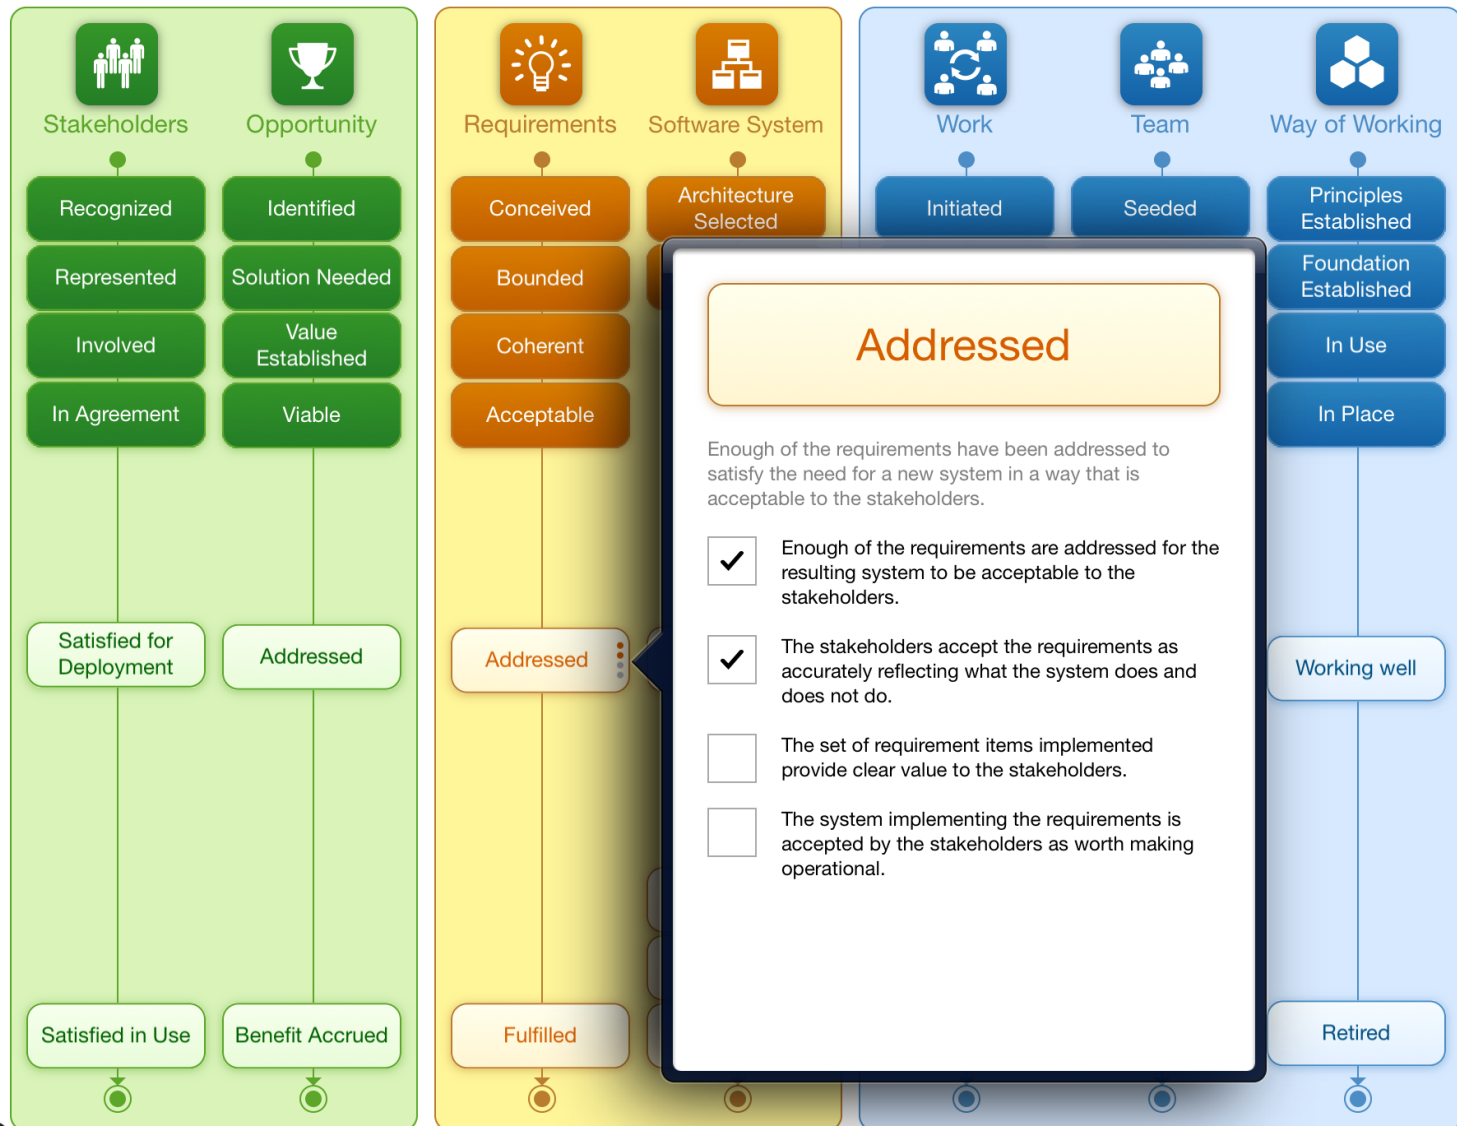 Stakeholders
Opportunity
Requirements
Software System
Work
Team
Way of Working
Recognized
Represented
Involved
In Agreement
Satisfied for
Deployment
Satisfied in Use
Identified
Solution Needed
Value
Established
Viable
Addressed
Benefit Accrued
Conceived
Bounded
Coherent
Acceptable
Addressed
Fulfilled
Architecture
Selected
Initiated
Seeded
Principles
Established
Foundation
Established
In Use
In Place
Working well
Retired
Addressed
Enough of the requirements have been addressed to
satisfy the need for a new system in a way that is
acceptable to the stakeholders.
Enough of the requirements are addressed for the
resulting system to be acceptable to the
stakeholders.
The stakeholders accept the requirements as
accurately reflecting what the system does and
does not do.
The set of requirement items implemented
provide clear value to the stakeholders.
The system implementing the requirements is
accepted by the stakeholders as worth making
operational.